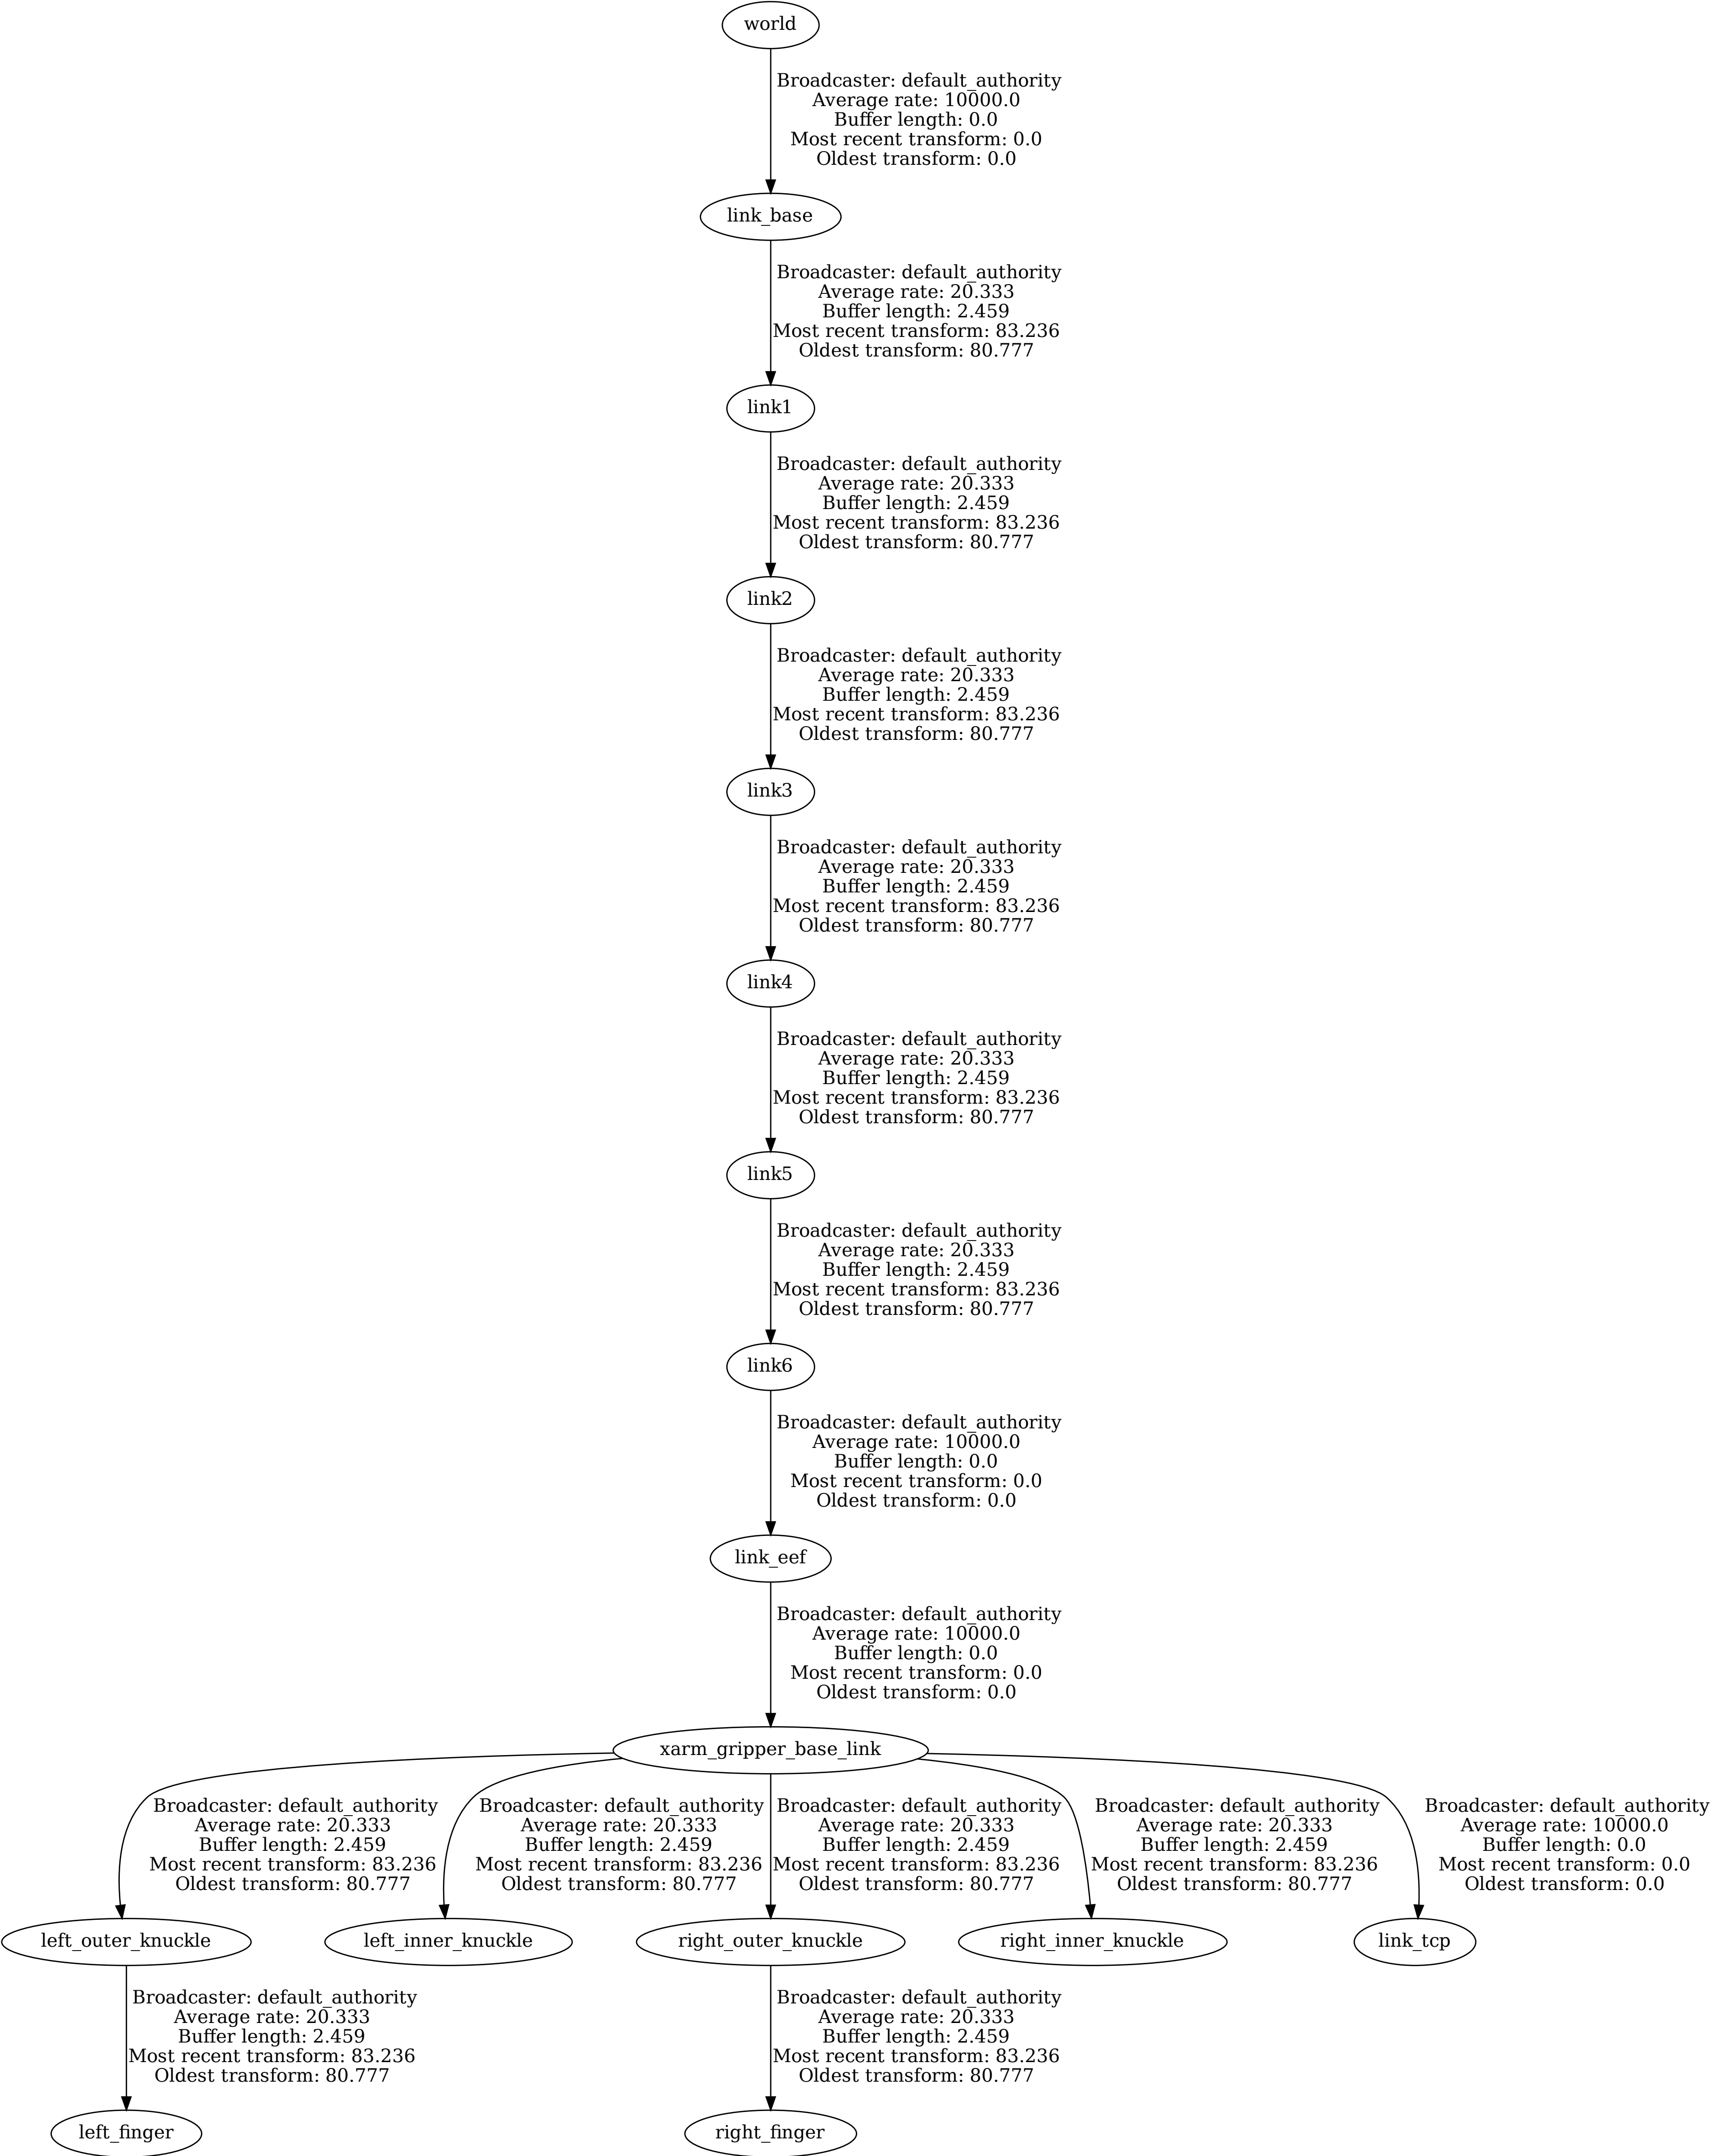 world
Broadcaster: default_authority
Average rate: 10000.0
Buffer length: 0.0
Most recent transform: 0.0
Oldest transform: 0.0
link_base
Broadcaster: default_authority
Average rate: 20.333
Buffer length: 2.459
Most recent transform: 83.236
Oldest transform: 80.777
link1
Broadcaster: default_authority
Average rate: 20.333
Buffer length: 2.459
Most recent transform: 83.236
Oldest transform: 80.777
link2
Broadcaster: default_authority
Average rate: 20.333
Buffer length: 2.459
Most recent transform: 83.236
Oldest transform: 80.777
link3
Broadcaster: default_authority
Average rate: 20.333
Buffer length: 2.459
Most recent transform: 83.236
Oldest transform: 80.777
link4
Broadcaster: default_authority
Average rate: 20.333
Buffer length: 2.459
Most recent transform: 83.236
Oldest transform: 80.777
link5
Broadcaster: default_authority
Average rate: 20.333
Buffer length: 2.459
Most recent transform: 83.236
Oldest transform: 80.777
link6
Broadcaster: default_authority
Average rate: 10000.0
Buffer length: 0.0
Most recent transform: 0.0
Oldest transform: 0.0
link_eef
Broadcaster: default_authority
Average rate: 10000.0
Buffer length: 0.0
Most recent transform: 0.0
Oldest transform: 0.0
xarm_gripper_base_link
Broadcaster: default_authority
Average rate: 20.333
Buffer length: 2.459
Most recent transform: 83.236
Oldest transform: 80.777
Broadcaster: default_authority
Average rate: 20.333
Buffer length: 2.459
Most recent transform: 83.236
Oldest transform: 80.777
Broadcaster: default_authority
Average rate: 20.333
Buffer length: 2.459
Most recent transform: 83.236
Oldest transform: 80.777
Broadcaster: default_authority
Average rate: 20.333
Buffer length: 2.459
Most recent transform: 83.236
Oldest transform: 80.777
Broadcaster: default_authority
Average rate: 10000.0
Buffer length: 0.0
Most recent transform: 0.0
Oldest transform: 0.0
left_outer_knuckle
left_inner_knuckle
right_outer_knuckle
right_inner_knuckle
link_tcp
Broadcaster: default_authority
Average rate: 20.333
Buffer length: 2.459
Most recent transform: 83.236
Oldest transform: 80.777
Broadcaster: default_authority
Average rate: 20.333
Buffer length: 2.459
Most recent transform: 83.236
Oldest transform: 80.777
left_finger
right_finger